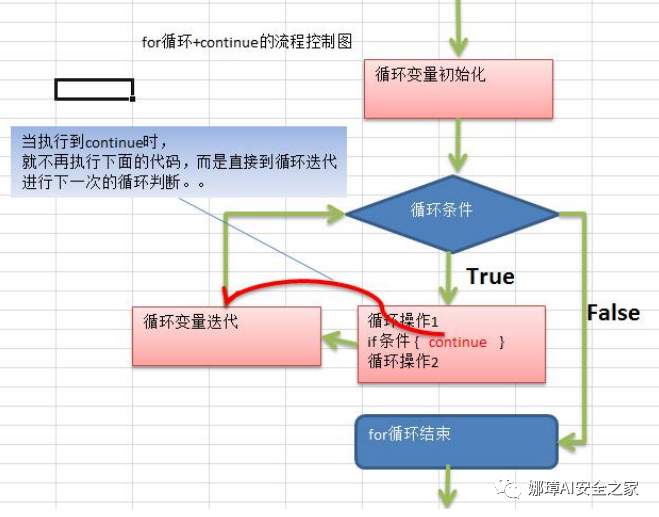 for循环+continue的流程控制图
循环变量初始化
当执行到continue时，
就不再执行下面的代码，而是直接到循环迭代
进行下一次的循环判断。。
循环条件
True
False
循环变量迭代
循环操作1
if 条件 { continue }
循环操作2
for循环结束
娜璋AI安全之家